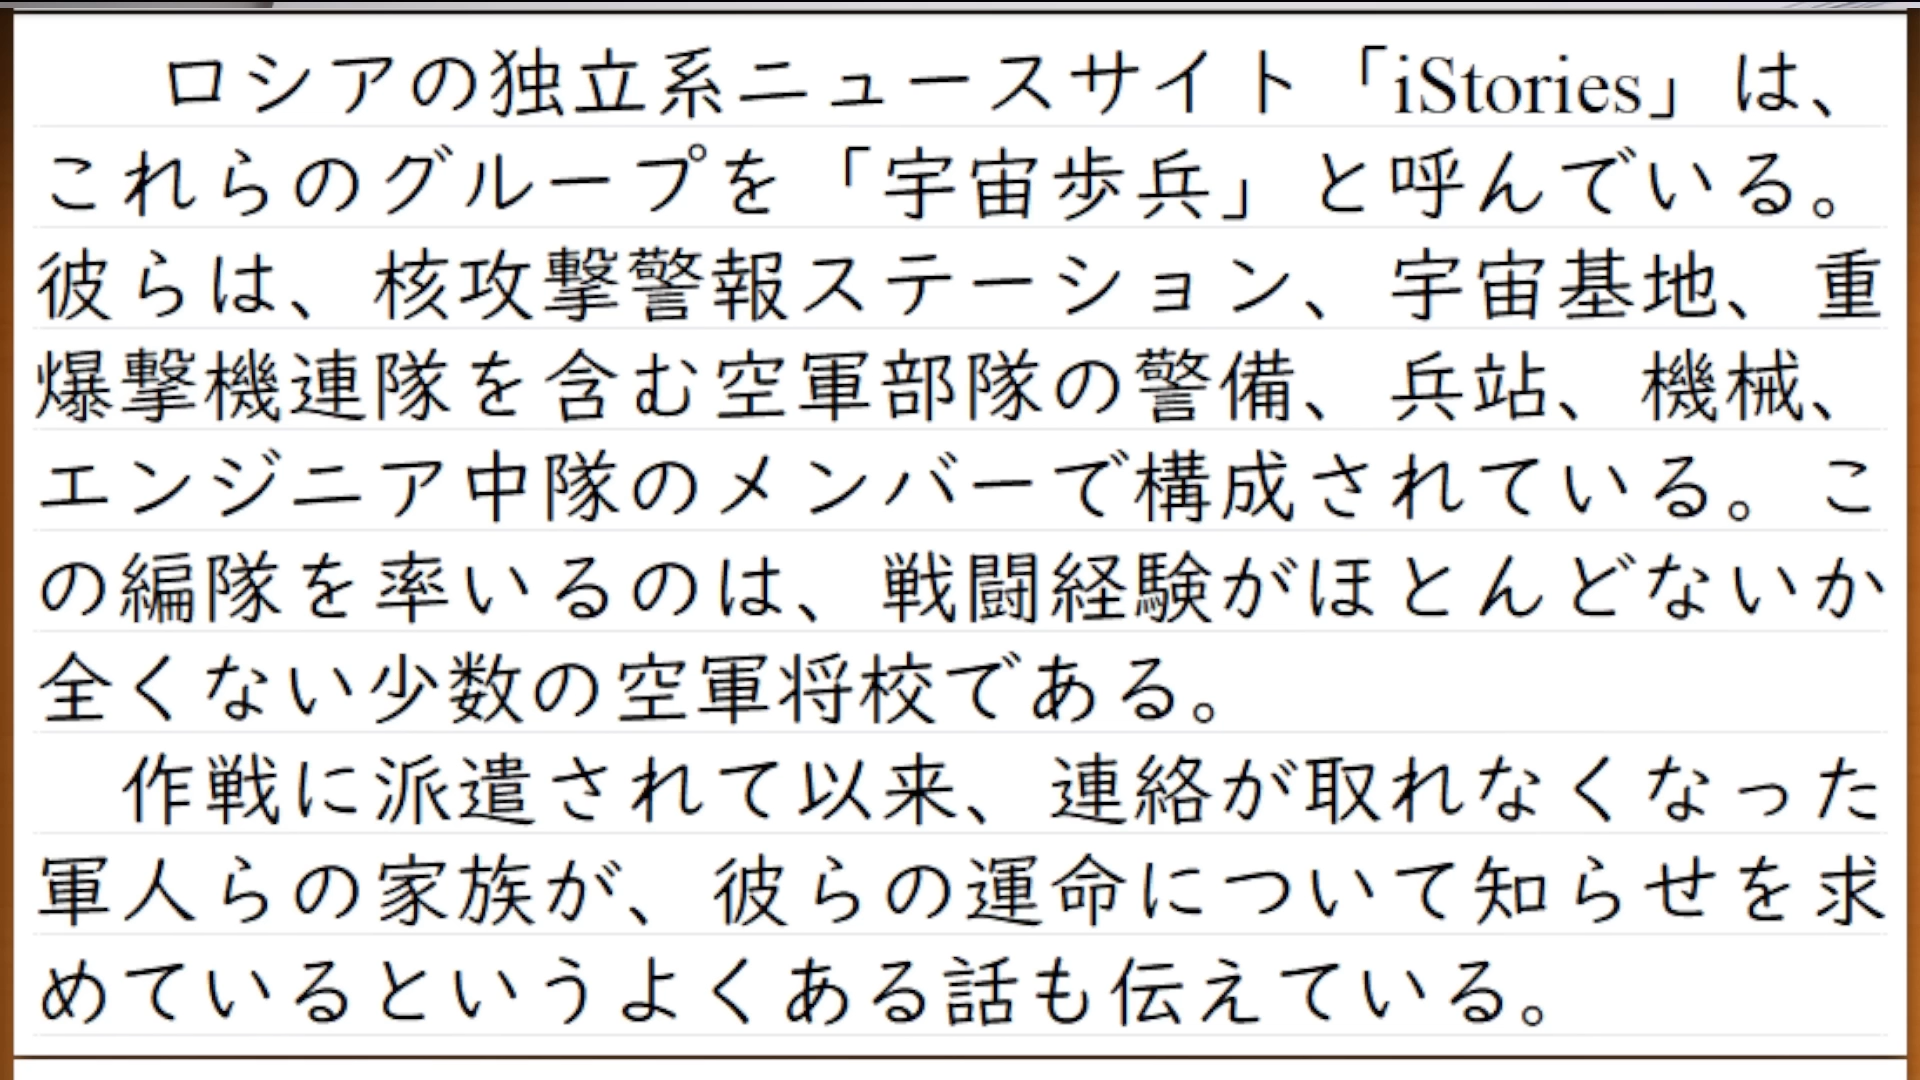 ロシアの独立系ニュースサイト「iStories」は、
これらのグループを「宇宙歩兵」と呼んでいる。
彼らは、核攻撃警報ステーション、宇宙基地、重
爆撃機連隊を含む空軍部隊の警備、兵站、機械、
エンジニア中隊のメンバーで構成されている。こ
の編隊を率いるのは、戦闘経験がほとんどないか
全くない少数の空軍将校である。
作戦に派遣されて以来、連絡が取れなくなった
軍人らの家族が、彼らの運命について知らせを求
めているというよくある話も伝えている。